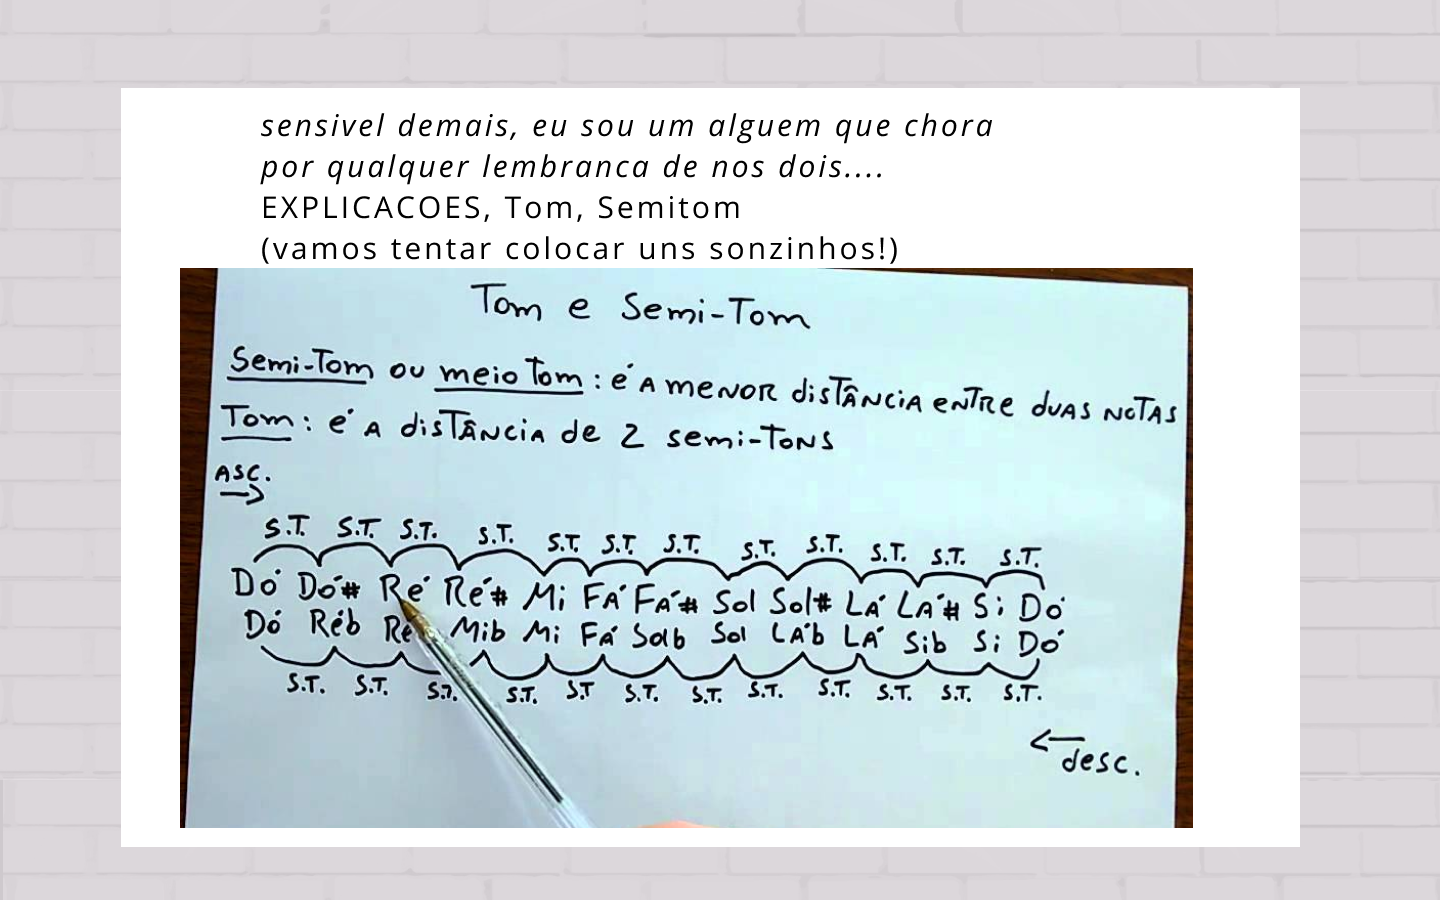 sensivel demais, eu sou um alguem que chora
por qualquer lembranca de nos dois....
EXPLICACOES, Tom, Semitom
(vamos tentar colocar uns sonzinhos!)
Tom e Semi-Tom
Semi-Tom ou meio Tom: é a menor distância entre duas notas
Tom: é a distância de 2 semi-tons
ASC.
S.T. S.T. S.T. S.T. S.T. S.T. S.T. S.T. S.T. S.T. S.T. S.T.
Dó Dó# Ré Ré# Mi Fá Fá# Sol Sol# Lá Lá# Si Dó
Dó Réb Ré Mib Mi Fá Solb Sol Láb Lá Sib Si Dó
S.T. S.T. S.T. S.T. S.T S.T. S.T. S.T. S.T. S.T. S.T. S.T.
desc.